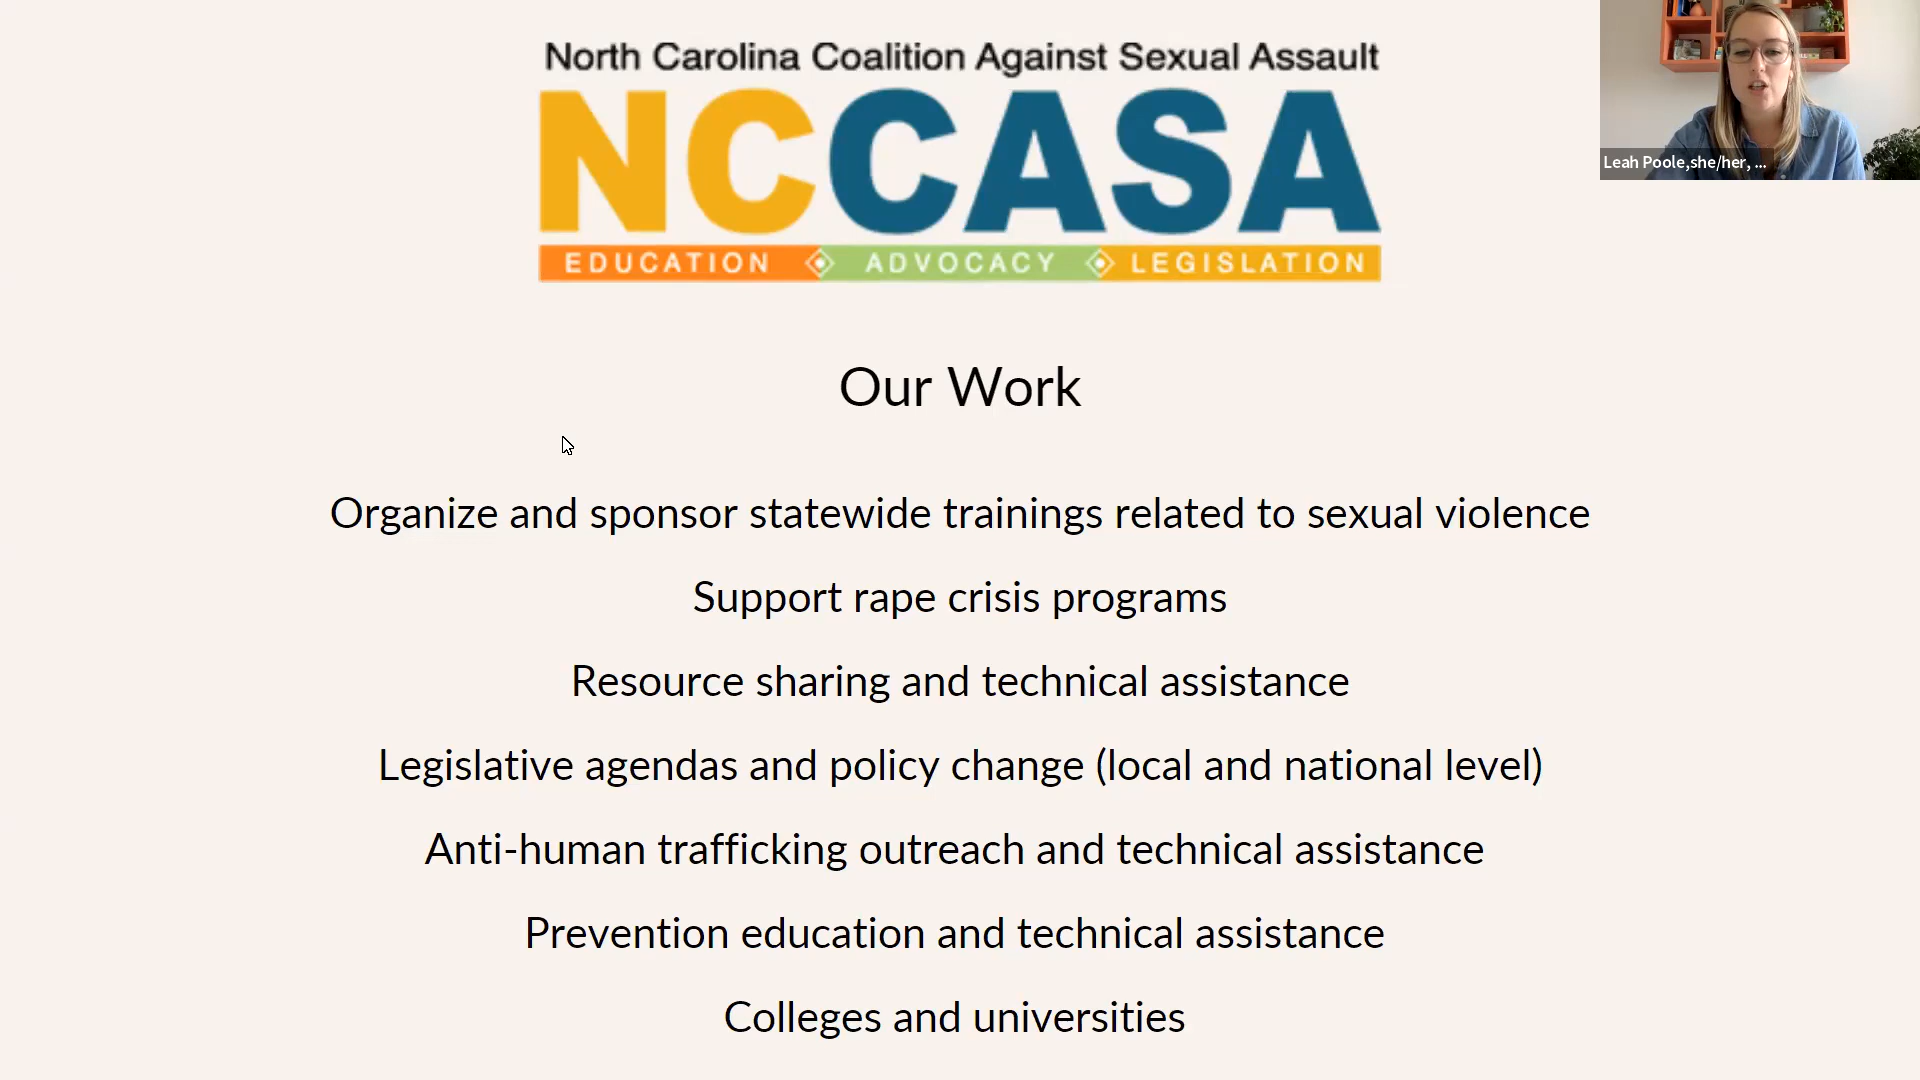 North Carolina Coalition Against Sexual Assault
NCCASA
EDUCATION ADVOCACY LEGISLATION
Leah Poole,she/her, ...
Our Work
Organize and sponsor statewide trainings related to sexual violence
Support rape crisis programs
Resource sharing and technical assistance
Legislative agendas and policy change (local and national level)
Anti-human trafficking outreach and technical assistance
Prevention education and technical assistance
Colleges and universities